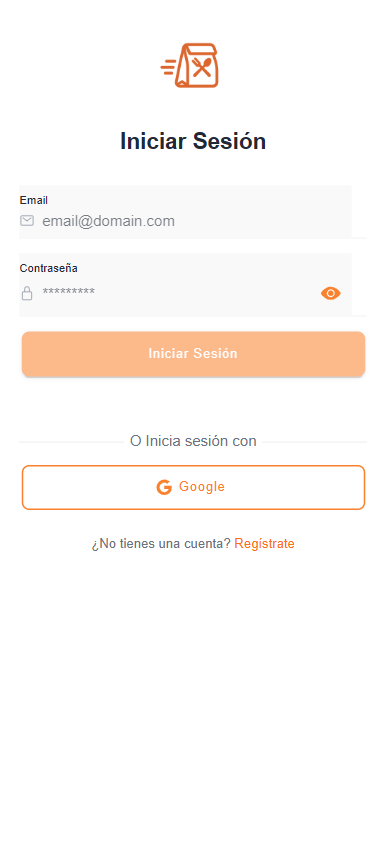 Iniciar Sesión
Email
email@domain.com
Contraseña
*********
Iniciar Sesión
O Inicia sesión con
Google
¿No tienes una cuenta? Regístrate